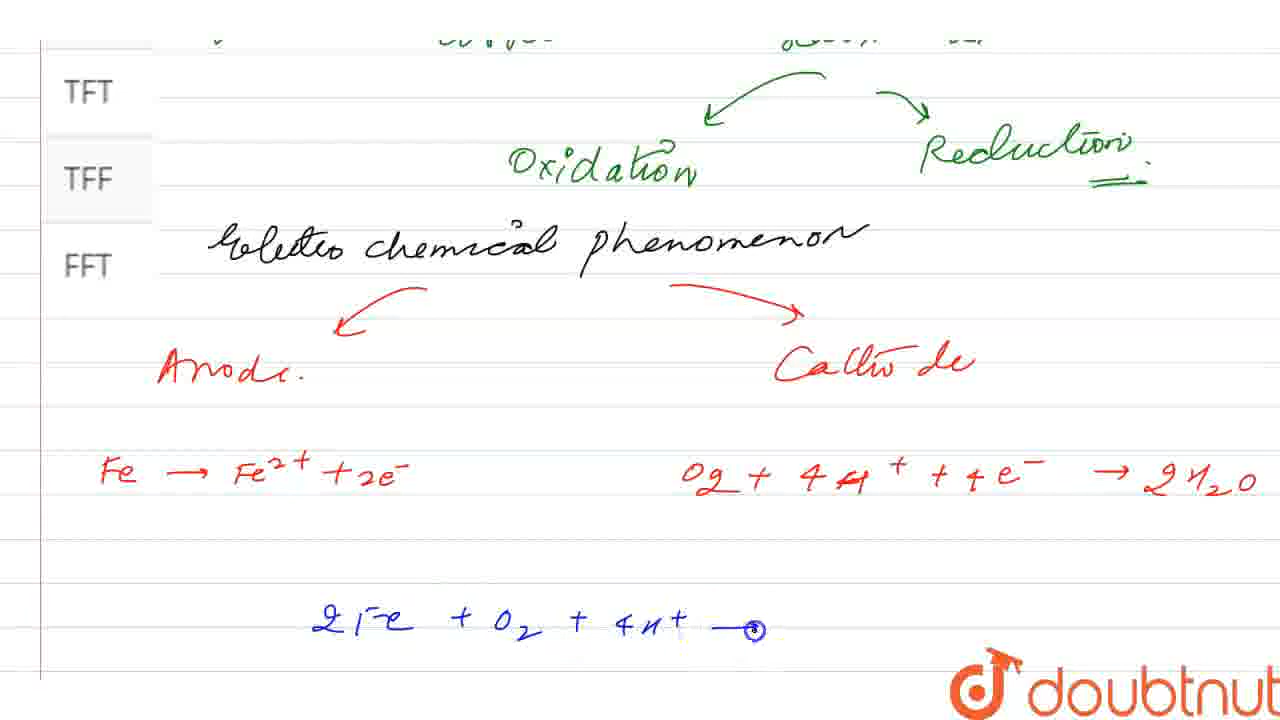 TFT
Oxidation Reduction
TFF
Electro chemical phenomenon
FFT
Anode. Cathode
Fe → Fe²⁺ + 2e⁻ O₂ + 4H⁺ + 4e⁻ → 2H₂O
2Fe + O₂ + 4H⁺ →
doubtnut